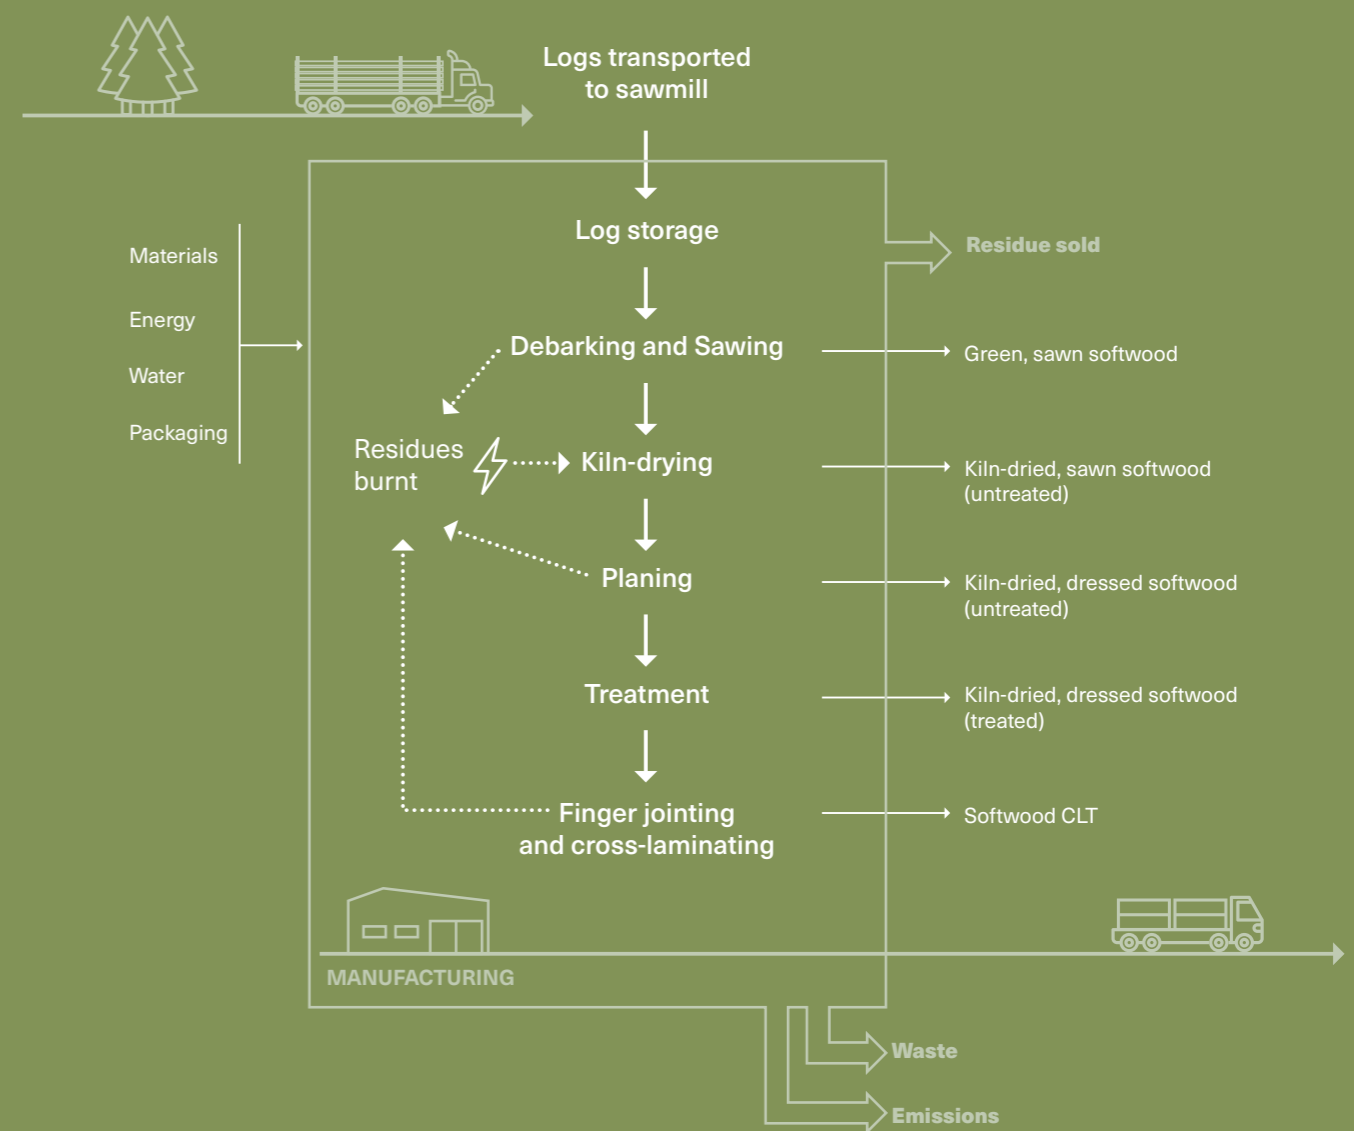 Logs transported
to sawmill
Log storage
Residue sold
Materials
Energy
Water
Packaging
Debarking and Sawing
Green, sawn softwood
Residues
burnt
Kiln-drying
Kiln-dried, sawn softwood
(untreated)
Planing
Kiln-dried, dressed softwood
(untreated)
Treatment
Kiln-dried, dressed softwood
(treated)
Finger jointing
and cross-laminating
Softwood CLT
MANUFACTURING
Waste
Emissions